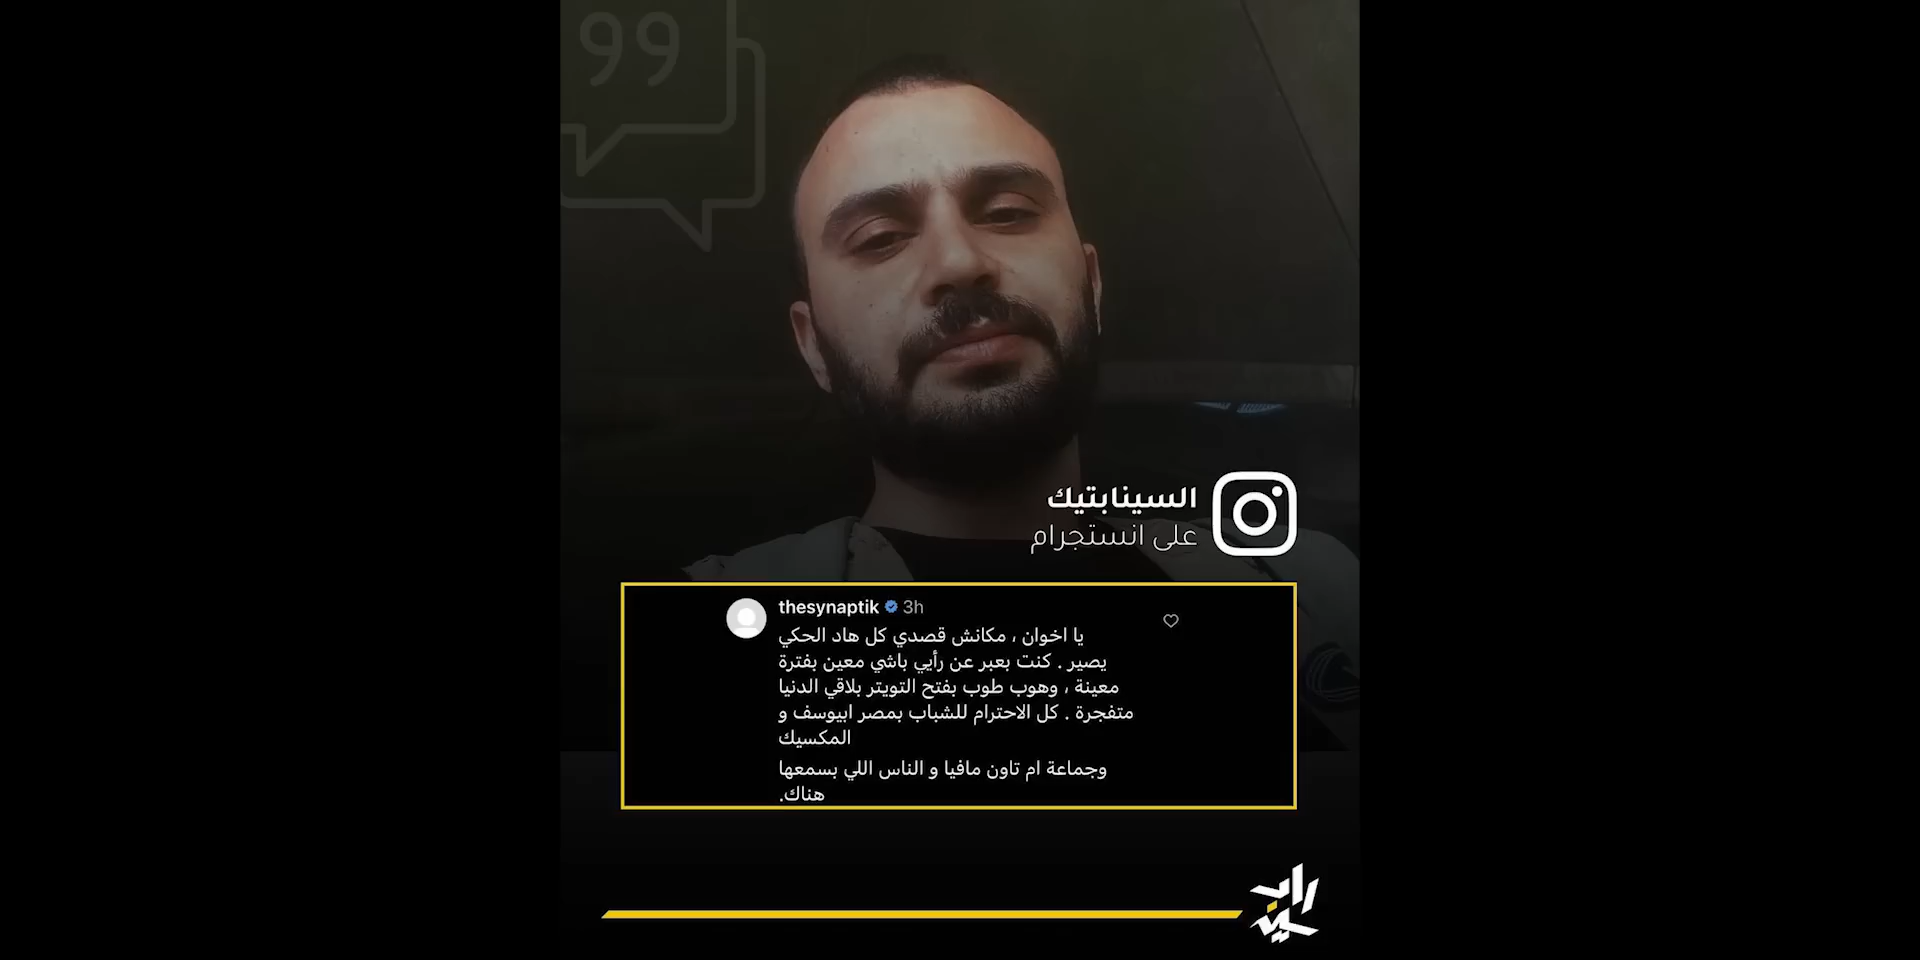 السينابتيك
على انستجرام
thesynaptik 3h
يا اخوان ، مكانش قصدي كل هاد الحكي
يصير . كنت بعبر عن رأيي باشي معين بفترة
معينة ، وهوب طوب بفتح التويتر بلاقي الدنيا
متفجرة . كل الاحترام للشباب بمصر ابيوسف و
المكسيك
وجماعة ام تاون مافيا و الناس اللي بسمعها
هناك.